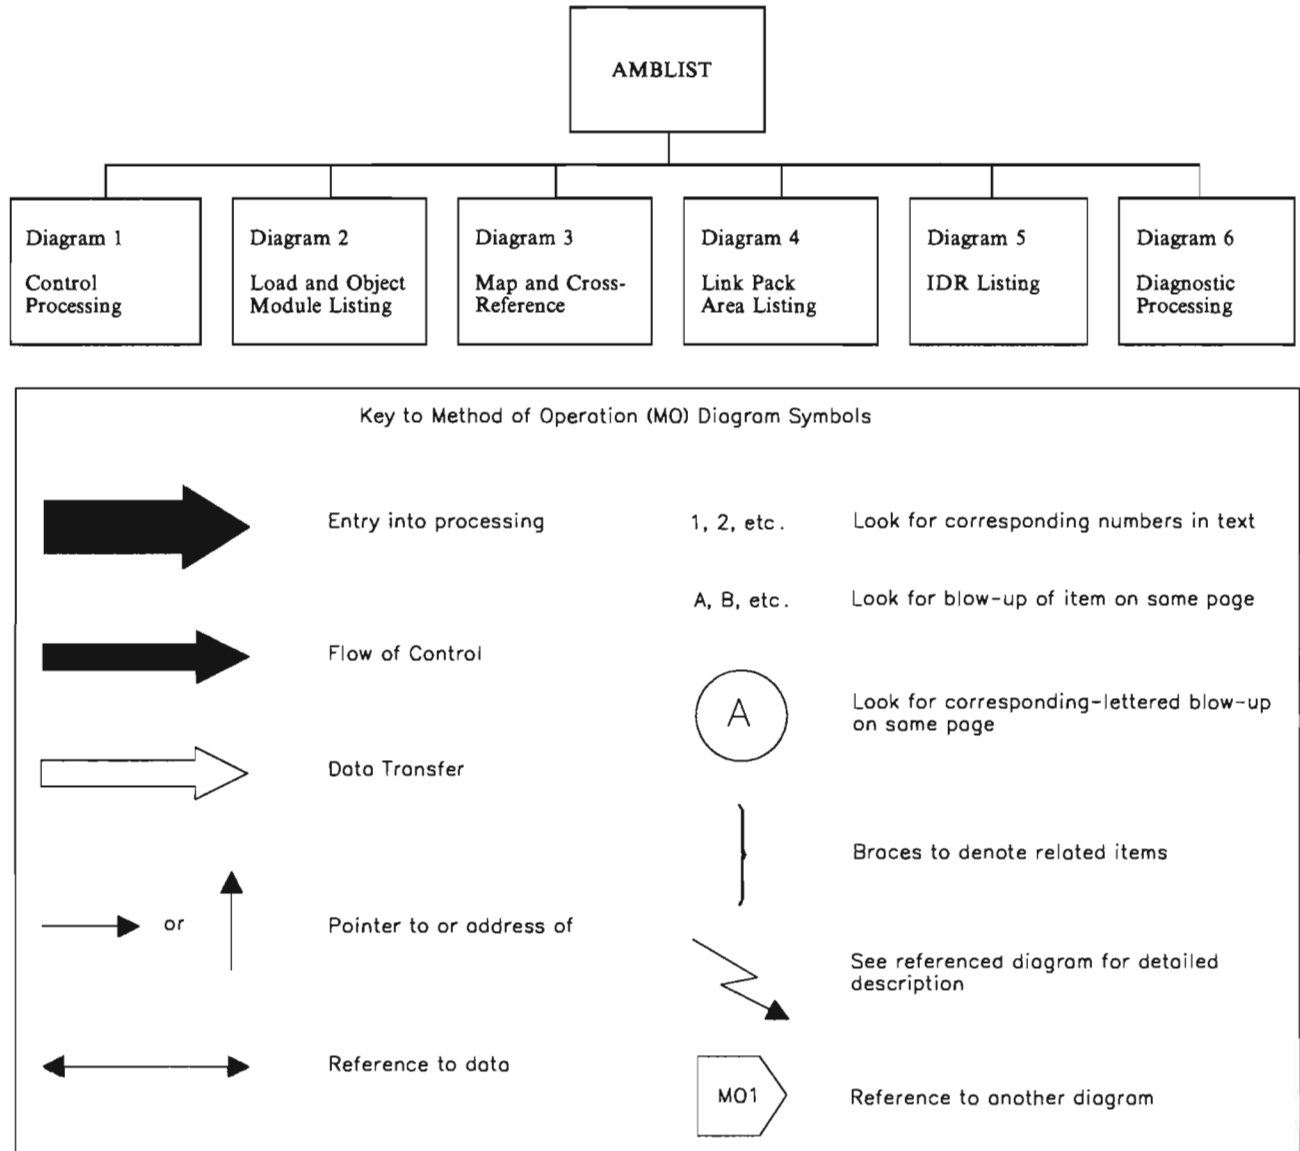 AMBLIST
Diagram 1
Control
Processing
Diagram 2
Load and Object
Module Listing
Diagram 3
Map and Cross-
Reference
Diagram 4
Link Pack
Area Listing
Diagram 5
IDR Listing
Diagram 6
Diagnostic
Processing
Key to Method of Operation (MO) Diagram Symbols
Entry into processing
Flow of Control
Data Transfer
or
Pointer to or address of
Reference to data
1, 2, etc.
Look for corresponding numbers in text
A, B, etc.
Look for blow-up of item on same page
A
Look for corresponding-lettered blow-up
on same page
Braces to denote related items
See referenced diagram for detailed
description
MO1
Reference to another diagram